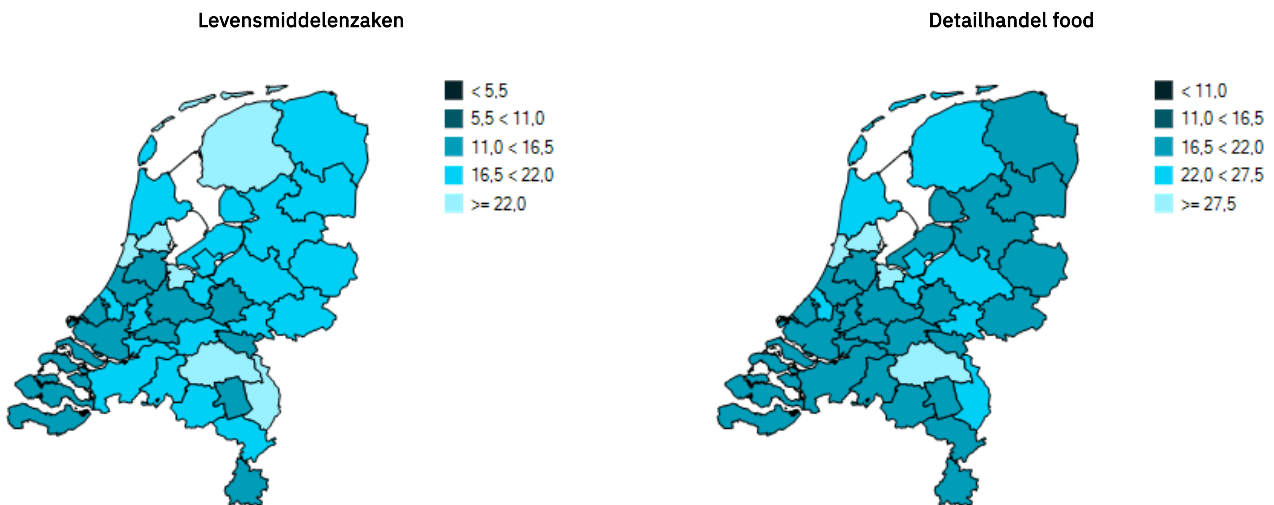 Levensmiddelenzaken
< 5,5
5,5 < 11,0
11,0 < 16,5
16,5 < 22,0
>= 22,0
Detailhandel food
< 11,0
11,0 < 16,5
16,5 < 22,0
22,0 < 27,5
>= 27,5